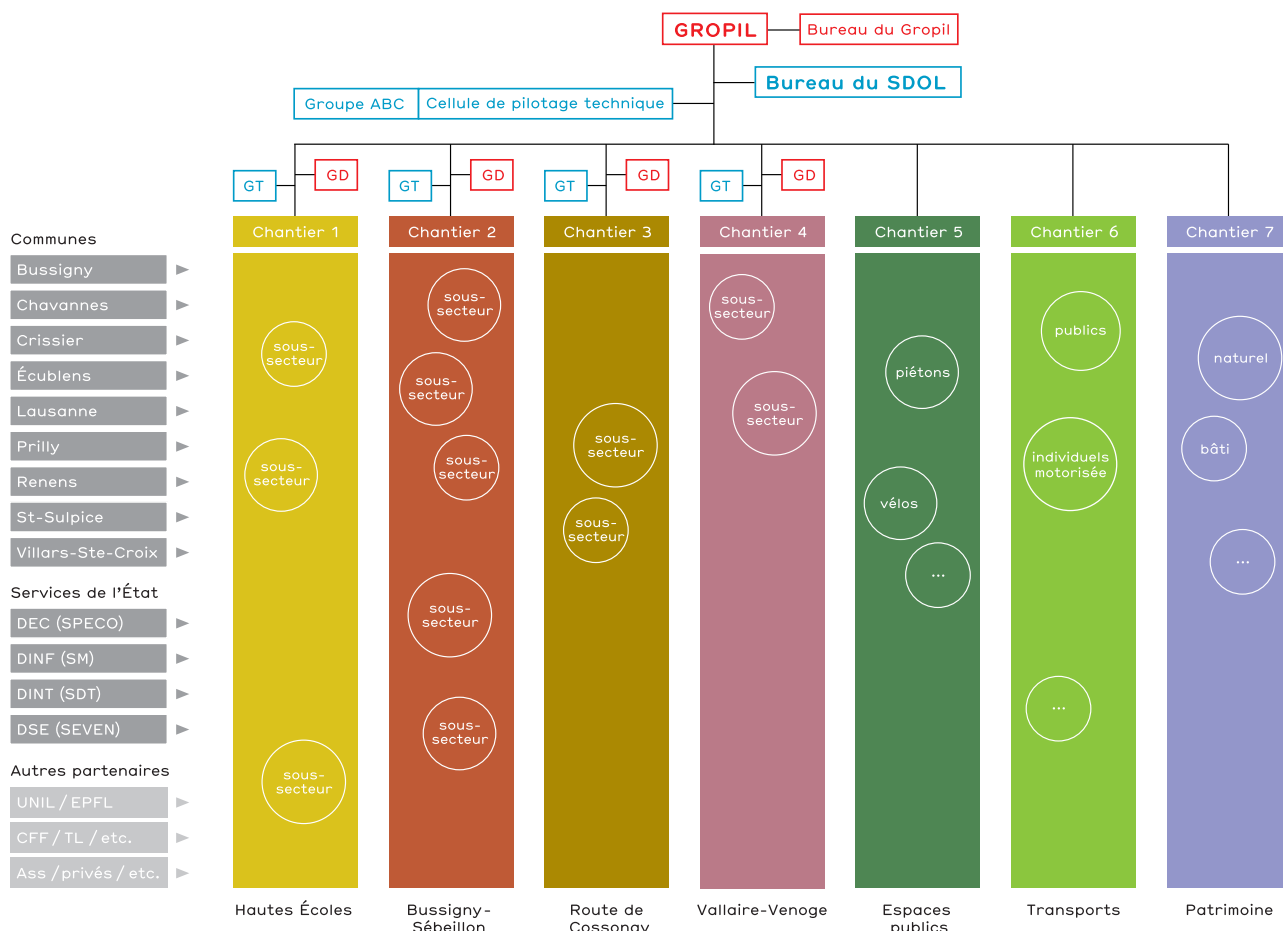 GROPIL
Bureau du Gropil
Bureau du SDOL
Groupe ABC
Cellule de pilotage technique
GT
GD
GT
GD
GT
GD
GT
GD
Communes
Bussigny
Chavannes
Crissier
Écublens
Lausanne
Prilly
Renens
St-Sulpice
Villars-Ste-Croix
Services de l'État
DEC (SPECO)
DINF (SM)
DINT (SDT)
DSE (SEVEN)
Autres partenaires
UNIL / EPFL
CFF / TL / etc.
Ass / privés / etc.
Chantier 1
sous-
secteur
sous-
secteur
sous-
secteur
Hautes Écoles
Chantier 2
sous-
secteur
sous-
secteur
sous-
secteur
sous-
secteur
sous-
secteur
Bussigny-
Sébeillon
Chantier 3
sous-
secteur
sous-
secteur
Route de
Cossonay
Chantier 4
sous-
secteur
sous-
secteur
Vallaire-Venoge
Chantier 5
piétons
vélos
...
Espaces
publics
Chantier 6
publics
individuels
motorisée
...
Transports
Chantier 7
naturel
bâti
...
Patrimoine